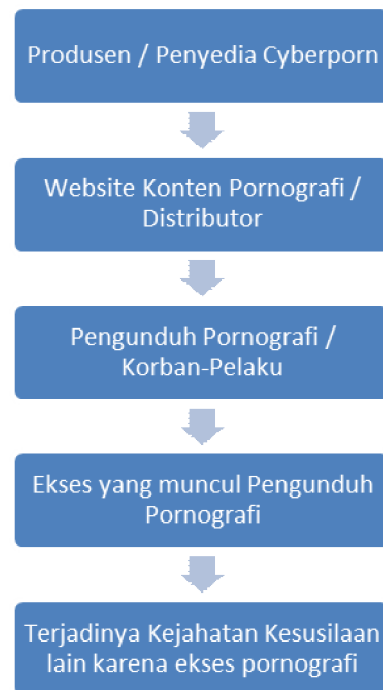 Produsen / Penyedia Cyberporn
Website Konten Pornografi /
Distributor
Pengunduh Pornografi /
Korban-Pelaku
Ekses yang muncul Pengunduh
Pornografi
Terjadinya Kejahatan Kesusilaan
lain karena ekses pornografi